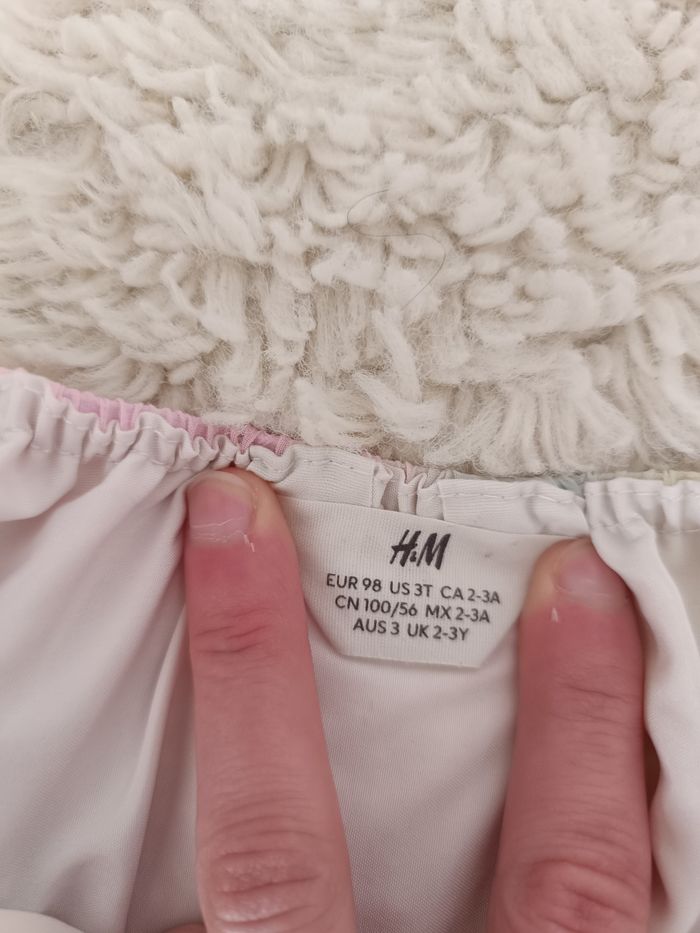 H&M
EUR 98 US 3T CA 2-3A
CN 100/56 MX 2-3A
AUS 3 UK 2-3Y